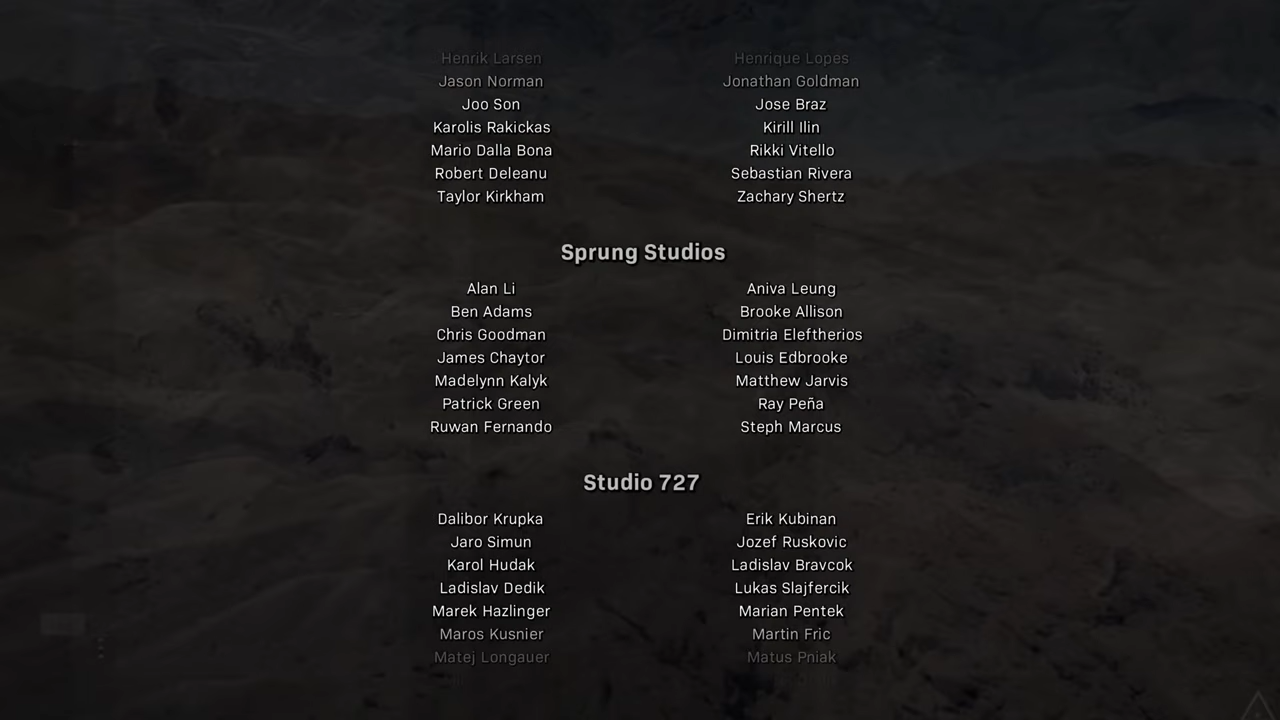 Henrik Larsen Henrique Lopes
Jason Norman Jonathan Goldman
Joo Son Jose Braz
Karolis Rakickas Kirill Ilin
Mario Dalla Bona Rikki Vitello
Robert Deleanu Sebastian Rivera
Taylor Kirkham Zachary Shertz
Sprung Studios
Alan Li Aniva Leung
Ben Adams Brooke Allison
Chris Goodman Dimitria Eleftherios
James Chaytor Louis Edbrooke
Madelynn Kalyk Matthew Jarvis
Patrick Green Ray Peña
Ruwan Fernando Steph Marcus
Studio 727
Dalibor Krupka Erik Kubinan
Jaro Simun Jozef Ruskovic
Karol Hudak Ladislav Bravcok
Ladislav Dedik Lukas Slajfercik
Marek Hazlinger Marian Pentek
Maros Kusnier Martin Fric
Matej Longauer Matus Pniak